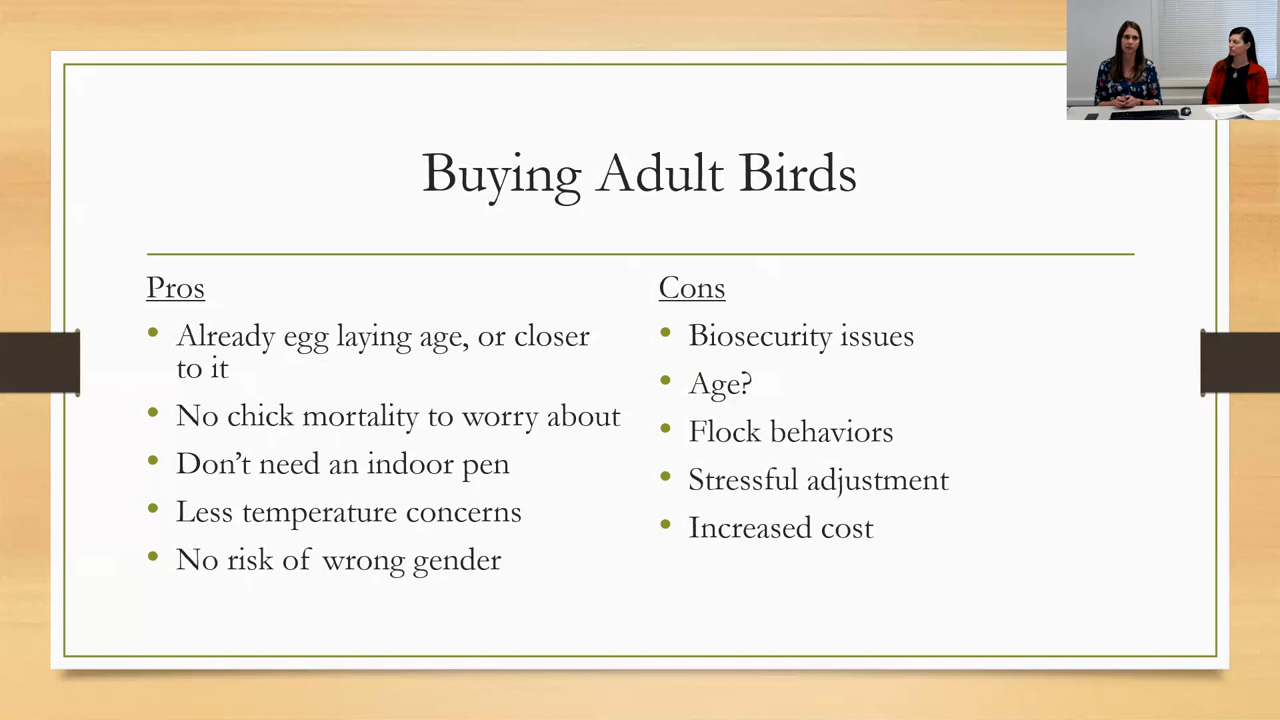 Buying Adult Birds
Pros
Already egg laying age, or closer
to it
No chick mortality to worry about
Don't need an indoor pen
Less temperature concerns
No risk of wrong gender
Cons
Biosecurity issues
Age?
Flock behaviors
Stressful adjustment
Increased cost